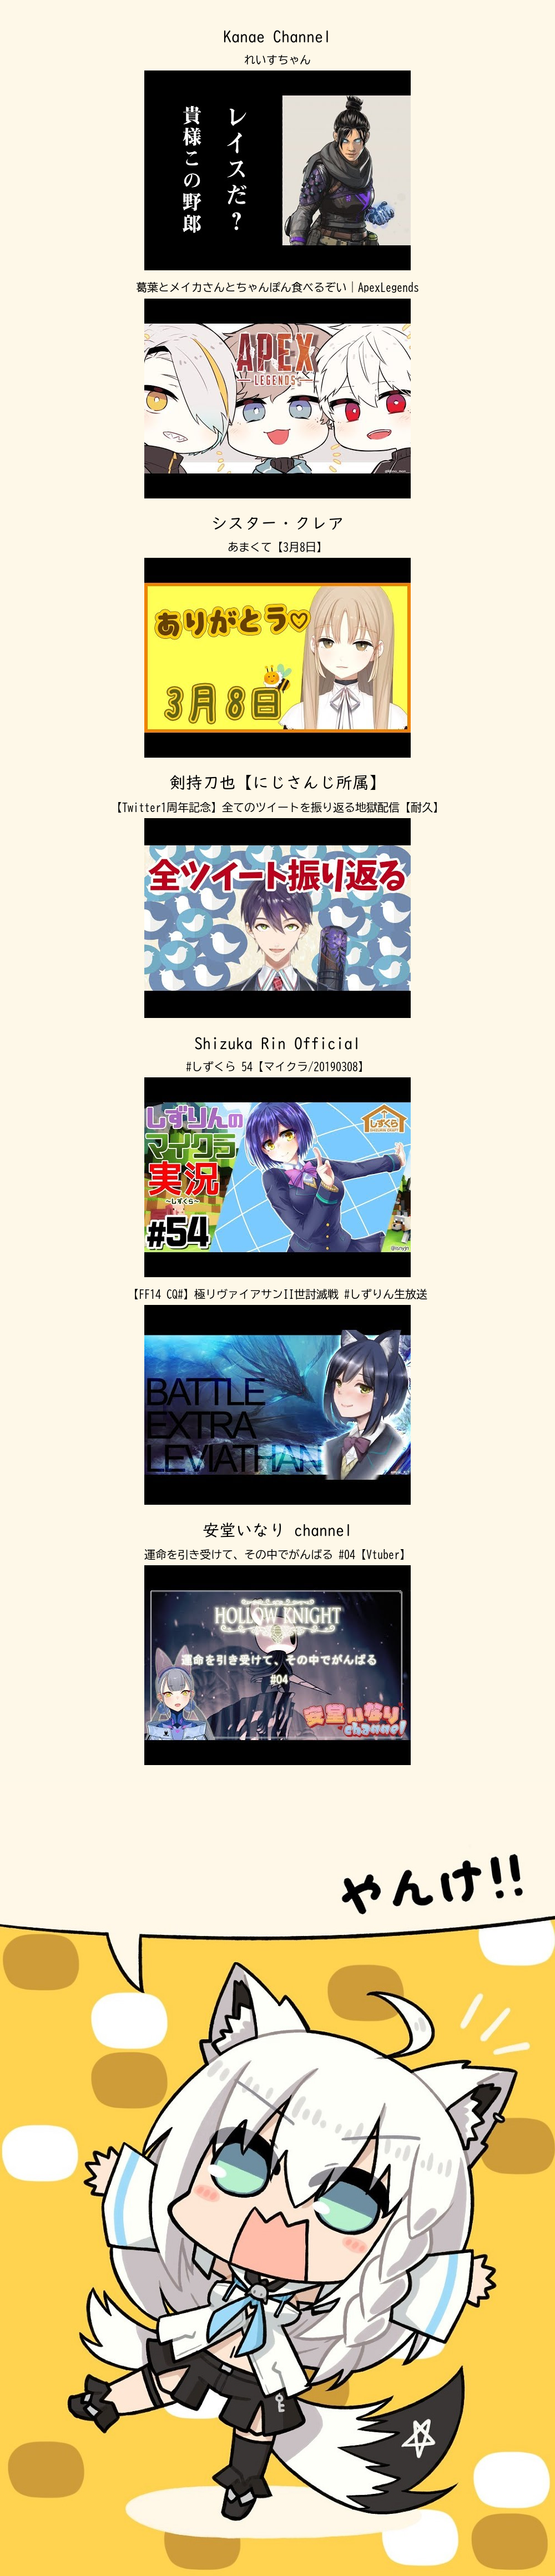 Kanae Channel
れいすちゃん
レイスだ?
貴様この野郎
葛葉とメイカさんとちゃんぽん食べるぞい｜ApexLegends
APEX
LEGENDS
シスター・クレア
あまくて【3月8日】
ありがとう♡
3月8日
剣持刀也【にじさんじ所属】
【Twitter1周年記念】全てのツイートを振り返る地獄配信【耐久】
全ツイート振り返る
Shizuka Rin Official
#しずくら 54【マイクラ/20190308】
しずりんの
マイクラ
実況
~しずくら~
#54
しずくら
【FF14 CQ#】極リヴァイアサンII世討滅戦 #しずりん生放送
BATTLE
EXTRA
LEVIATHAN
安堂いなり channel
運命を引き受けて、その中でがんばる #04【Vtuber】
HOLLOW KNIGHT
運命を引き受けて、その中でがんばる
#04
安堂いなり
channel
やんけ!!